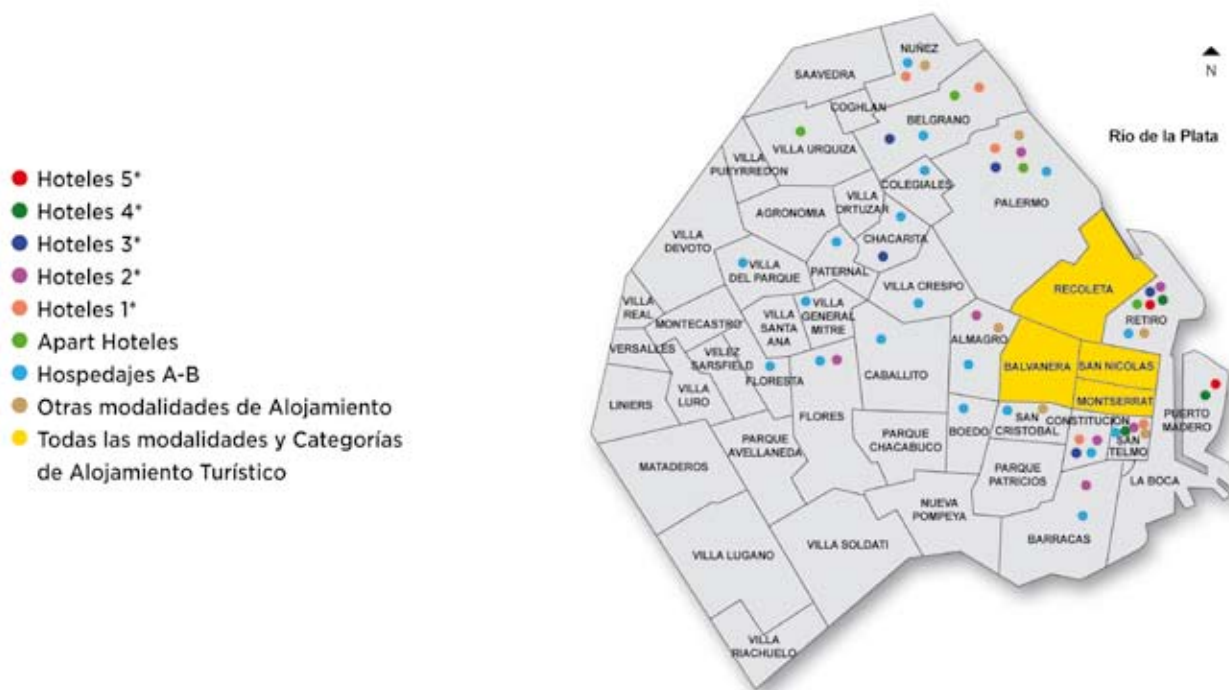 Hoteles 5*
Hoteles 4*
Hoteles 3*
Hoteles 2*
Hoteles 1*
Apart Hoteles
Hospedajes A-B
Otras modalidades de Alojamiento
Todas las modalidades y Categorías
de Alojamiento Turístico
N
Río de la Plata
NUÑEZ
SAAVEDRA
COGHLAN
BELGRANO
VILLA URQUIZA
VILLA
PUEYRREDON
COLEGIALES
PALERMO
VILLA
ORTUZAR
AGRONOMIA
CHACARITA
VILLA
DEVOTO
VILLA
DEL PARQUE
PATERNAL
VILLA CRESPO
RECOLETA
RETIRO
VILLA
REAL
MONTECASTRO
VILLA
SANTA
ANA
VILLA
GENERAL
MITRE
ALMAGRO
VERSALLES
VELEZ
SARSFIELD
FLORESTA
CABALLITO
BALVANERA
SAN NICOLAS
MONTSERRAT
LINIERS
VILLA
LURO
FLORES
BOEDO
SAN
CRISTOBAL
CONSTITUCION
SAN
TELMO
PUERTO
MADERO
MATADEROS
PARQUE
AVELLANEDA
PARQUE
CHACABUCO
PARQUE
PATRICIOS
LA BOCA
NUEVA
POMPEYA
BARRACAS
VILLA LUGANO
VILLA SOLDATI
VILLA
RIACHUELO